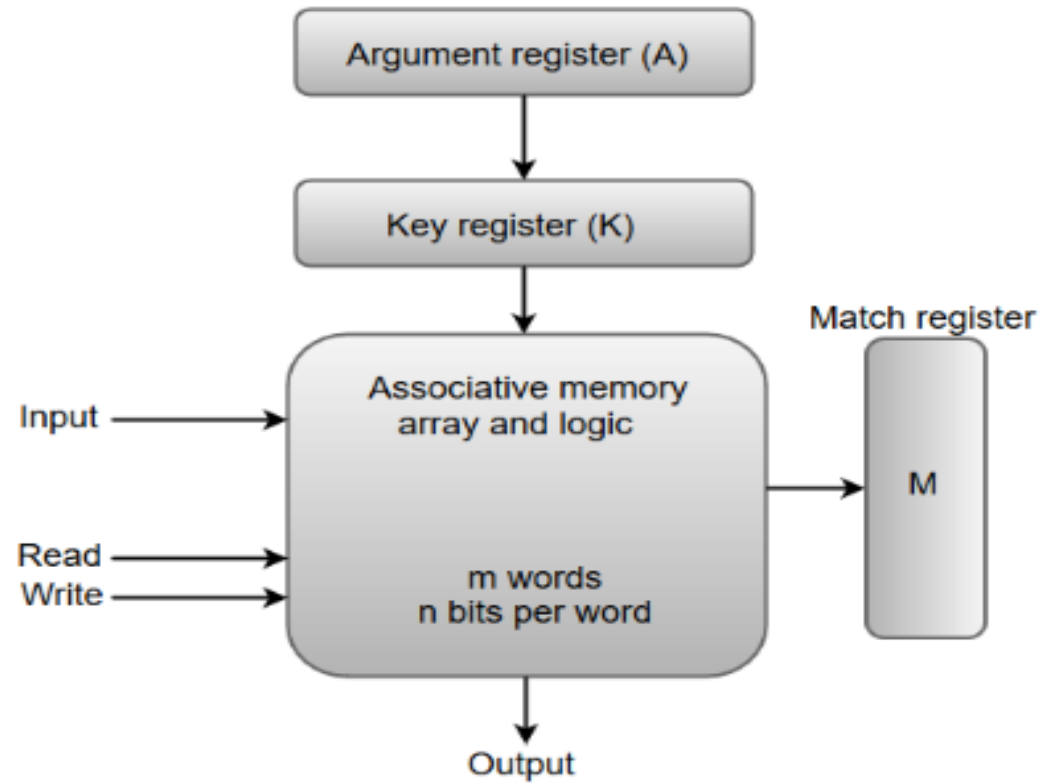 Argument register (A)
Key register (K)
Match register
Associative memory
array and logic
Input
M
Read
Write
m words
n bits per word
Output